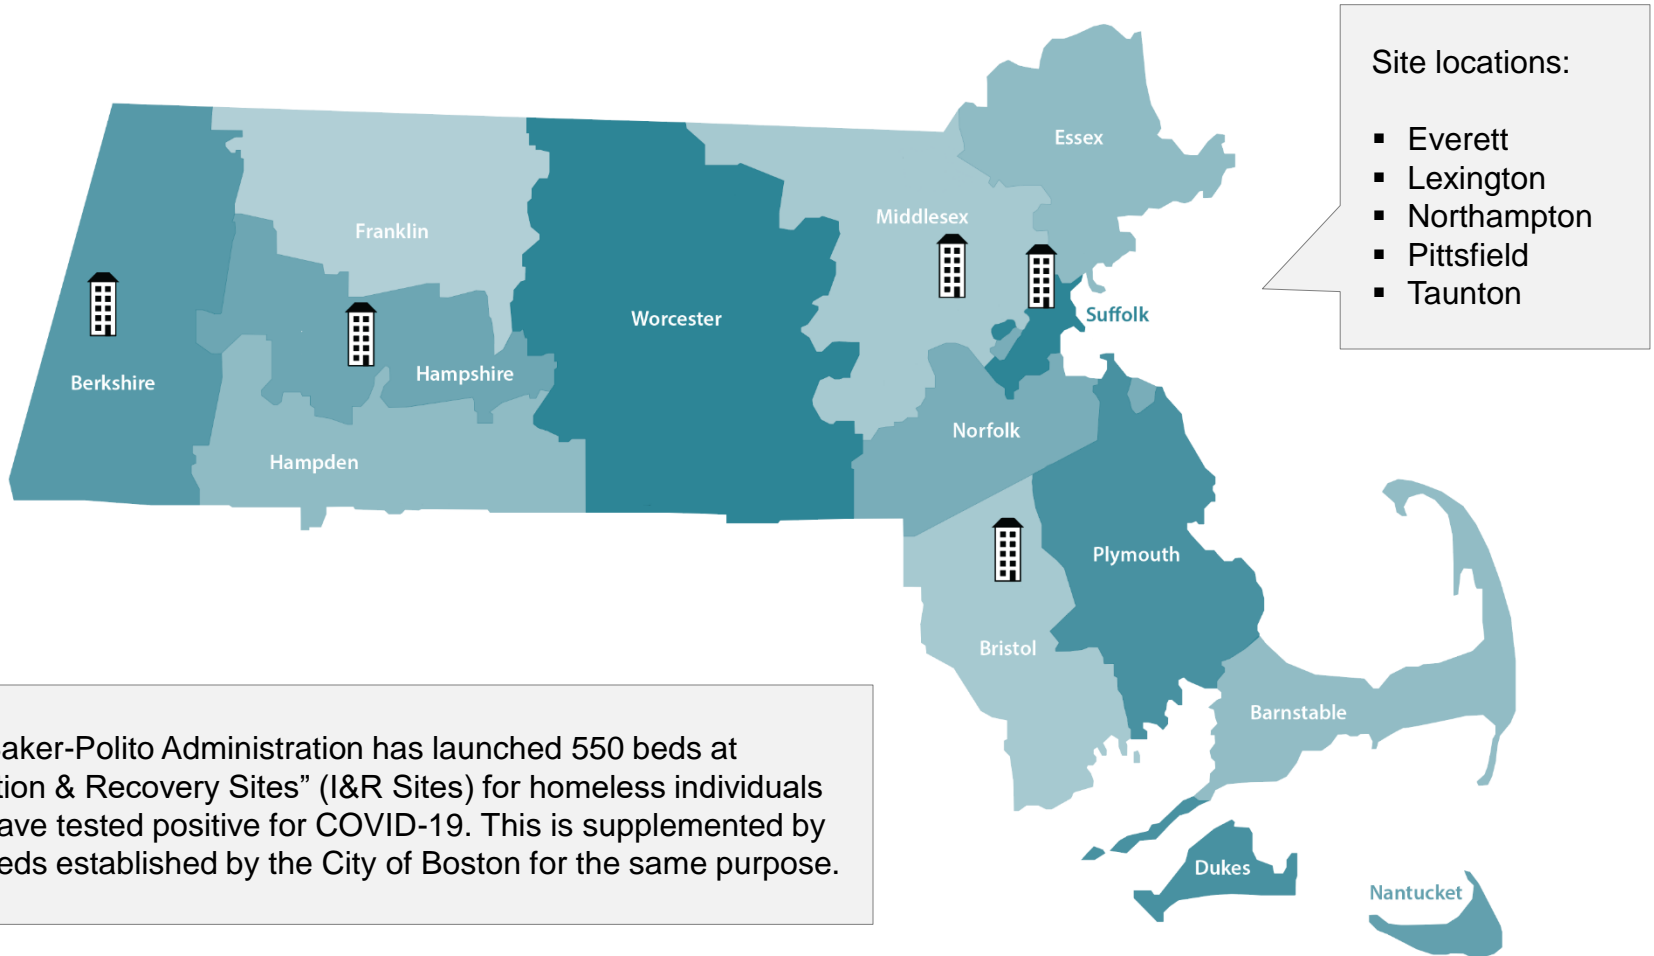 Site locations:
▪ Everett
▪ Lexington
▪ Northampton
▪ Pittsfield
▪ Taunton
Essex
Middlesex
Franklin
Suffolk
Worcester
Berkshire
Hampshire
Norfolk
Hampden
Plymouth
Bristol
Barnstable
Dukes
Nantucket
aker-Polito Administration has launched 550 beds at
tion & Recovery Sites” (I&R Sites) for homeless individuals
ave tested positive for COVID-19. This is supplemented by
eds established by the City of Boston for the same purpose.